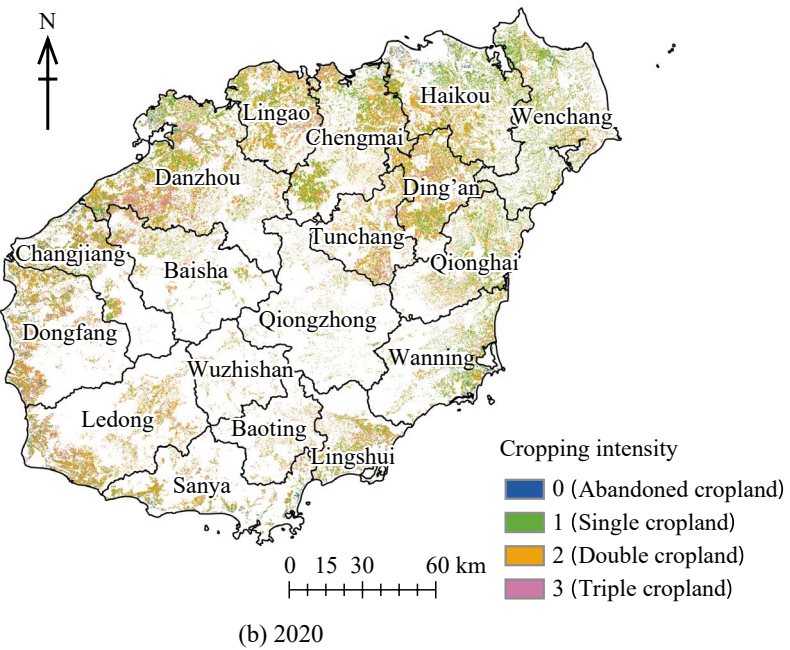 N
Haikou
Wenchang
Lingao
Chengmai
Danzhou
Ding'an
Tunchang
Changjiang
Baisha
Qionghai
Qiongzhong
Dongfang
Wanning
Wuzhishan
Ledong
Baoting
Lingshui
Sanya
Cropping intensity
0 (Abandoned cropland)
1 (Single cropland)
2 (Double cropland)
3 (Triple cropland)
0 15 30 60 km
(b) 2020